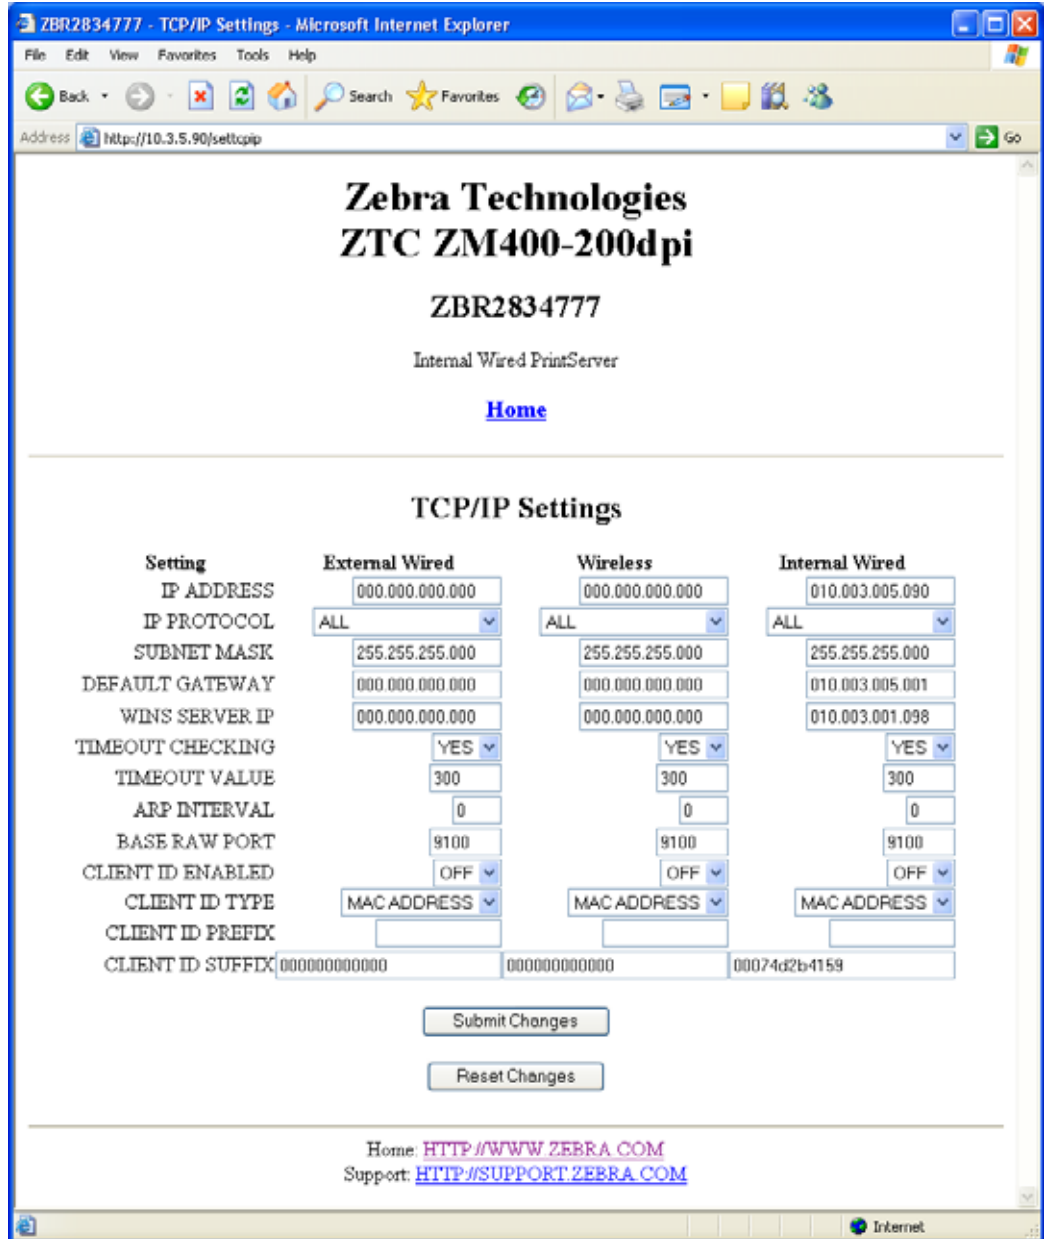 ZBR2834777 - TCP/IP Settings - Microsoft Internet Explorer
File Edit View Favorites Tools Help
Back Search Favorites
Address http://10.3.5.90/settcpip Go
Zebra Technologies
ZTC ZM400-200dpi
ZBR2834777
Internal Wired PrintServer
Home
TCP/IP Settings
Setting External Wired Wireless Internal Wired
IP ADDRESS 000.000.000.000 000.000.000.000 010.003.005.090
IP PROTOCOL ALL ALL ALL
SUBNET MASK 255.255.255.000 255.255.255.000 255.255.255.000
DEFAULT GATEWAY 000.000.000.000 000.000.000.000 010.003.005.001
WINS SERVER IP 000.000.000.000 000.000.000.000 010.003.001.098
TIMEOUT CHECKING YES YES YES
TIMEOUT VALUE 300 300 300
ARP INTERVAL 0 0 0
BASE RAW PORT 9100 9100 9100
CLIENT ID ENABLED OFF OFF OFF
CLIENT ID TYPE MAC ADDRESS MAC ADDRESS MAC ADDRESS
CLIENT ID PREFIX
CLIENT ID SUFFIX 000000000000 000000000000 00074d2b4159
Submit Changes
Reset Changes
Home: HTTP://WWW.ZEBRA.COM
Support: HTTP://SUPPORT.ZEBRA.COM
Internet